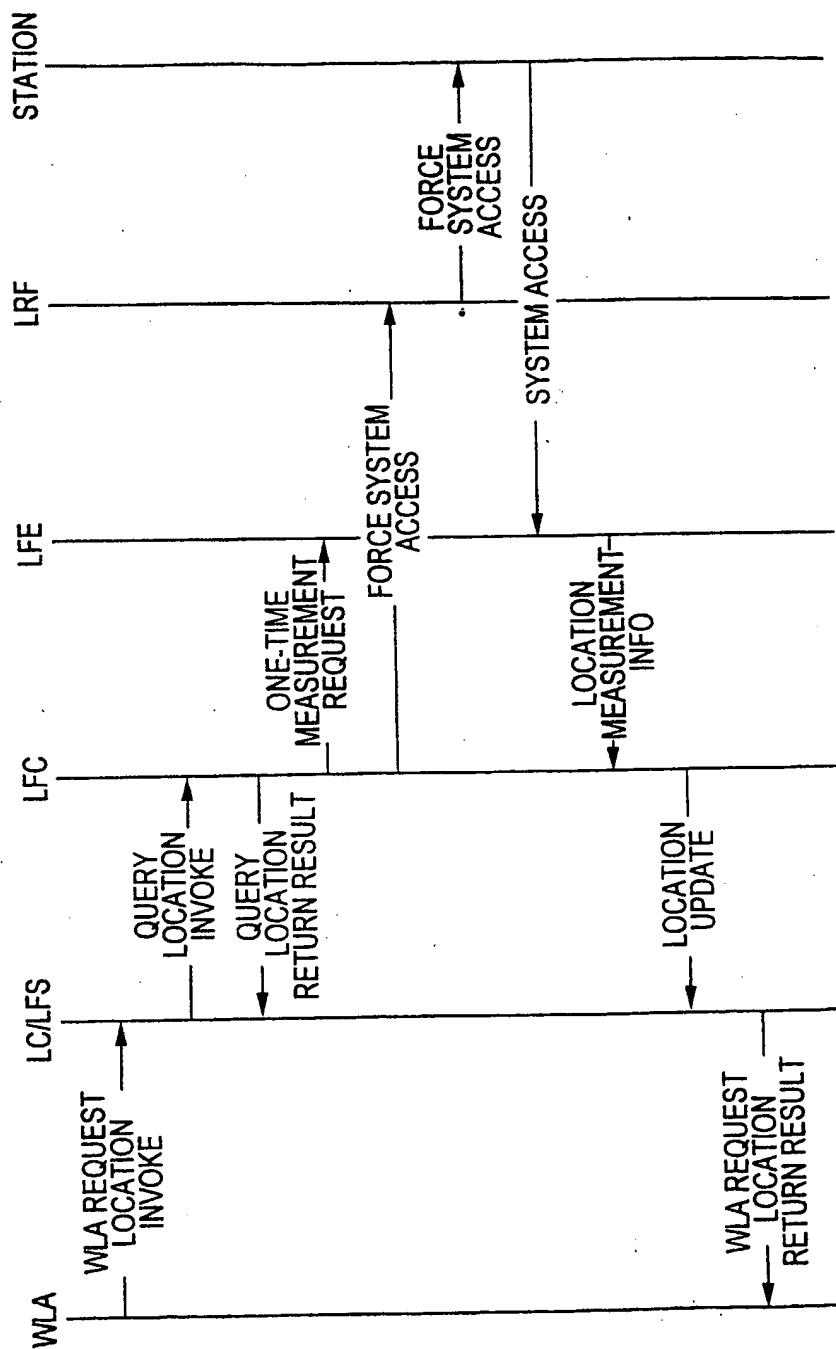 WLA
LC/LFS
LFC
LFE
LRF
STATION
WLA REQUEST
LOCATION
INVOKE
QUERY
LOCATION
INVOKE
QUERY
LOCATION
RETURN RESULT
ONE-TIME
MEASUREMENT
REQUEST
FORCE SYSTEM
ACCESS
FORCE
SYSTEM
ACCESS
SYSTEM ACCESS
LOCATION
MEASUREMENT
INFO
LOCATION
UPDATE
WLA REQUEST
LOCATION
RETURN RESULT